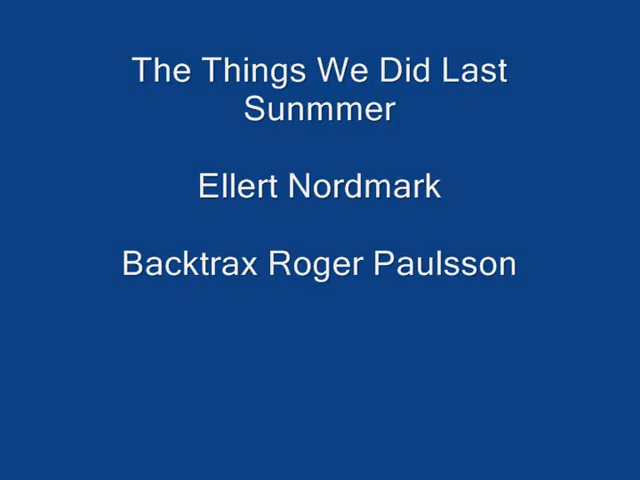 The Things We Did Last
Sunmmer
Ellert Nordmark
Backtrax Roger Paulsson